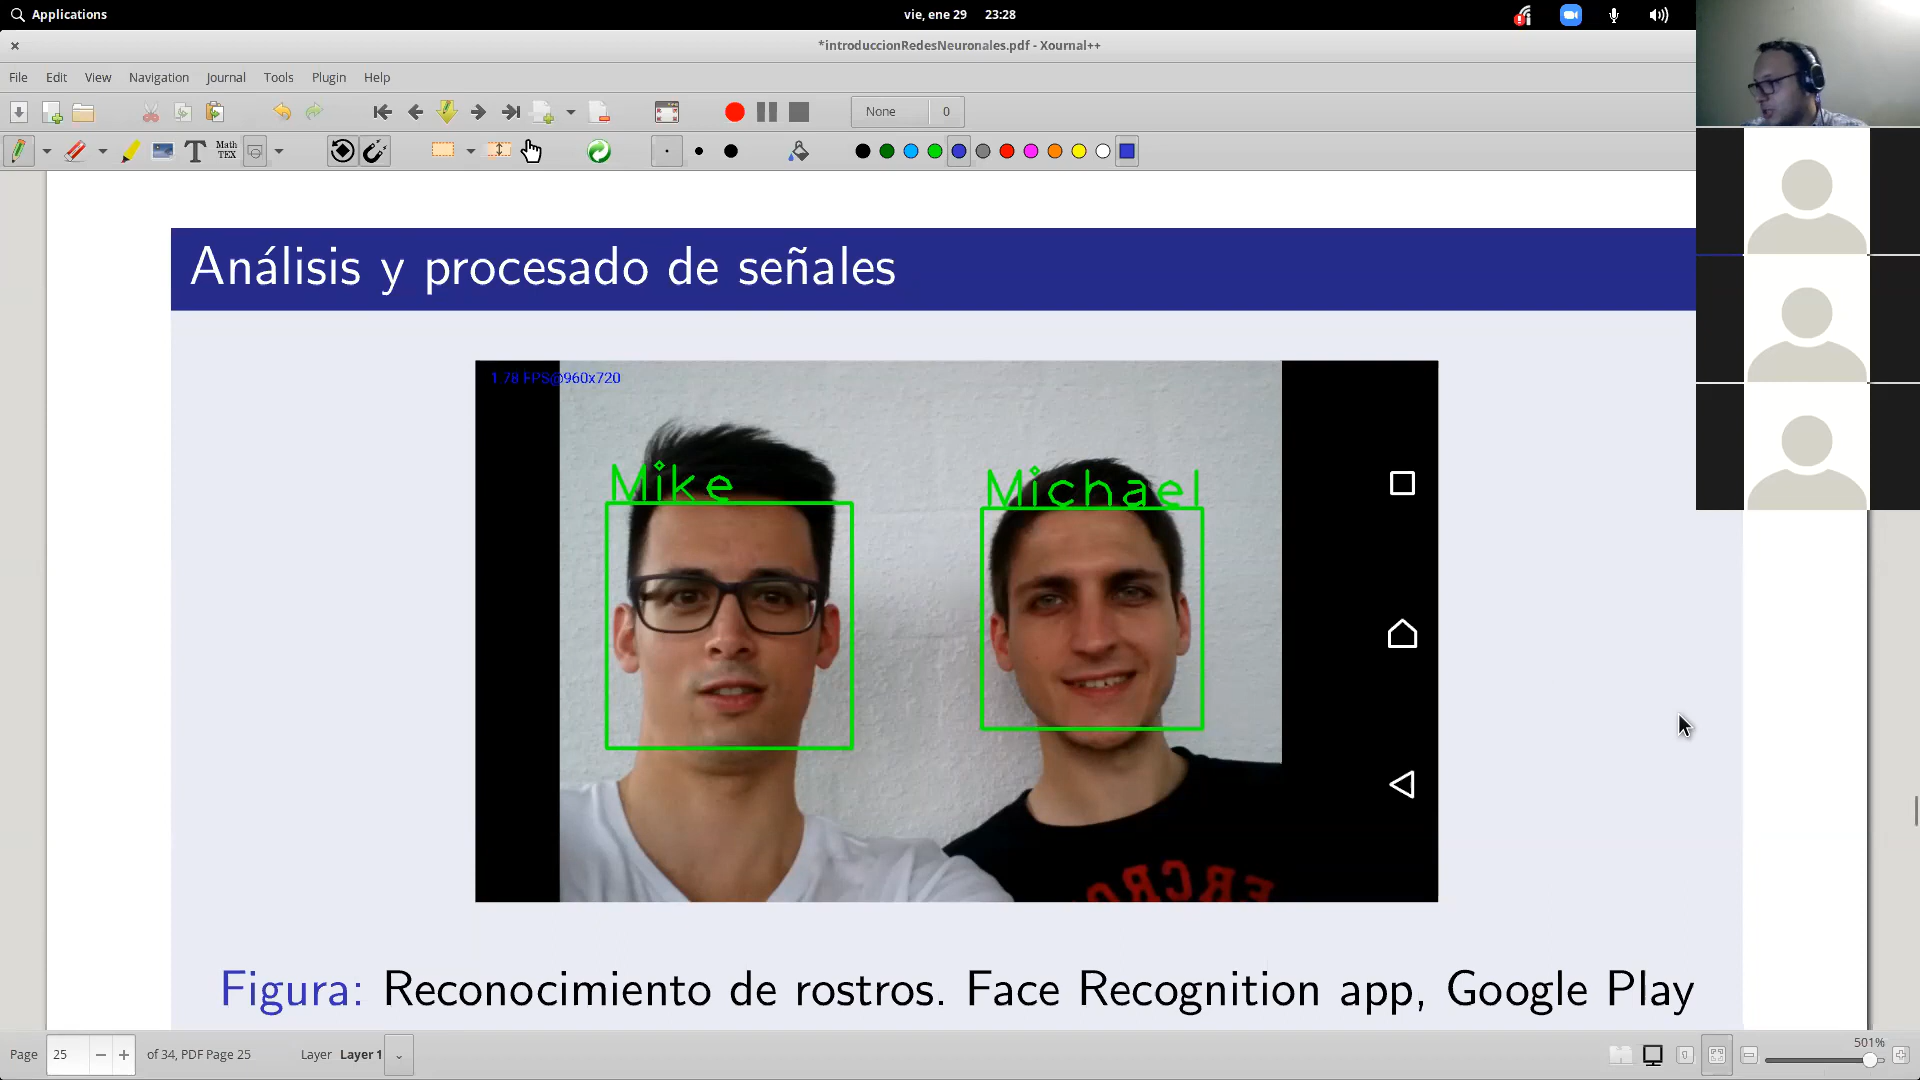 Applications
vie, ene 29 23:28
*introduccionRedesNeuronales.pdf - Xournal++
File Edit View Navigation Journal Tools Plugin Help
None 0
Math
TEX
Análisis y procesado de señales
1.78 FPS@960x720
Mike
Michael
Figura: Reconocimiento de rostros. Face Recognition app, Google Play
Page 25 of 34, PDF Page 25 Layer Layer 1
501%